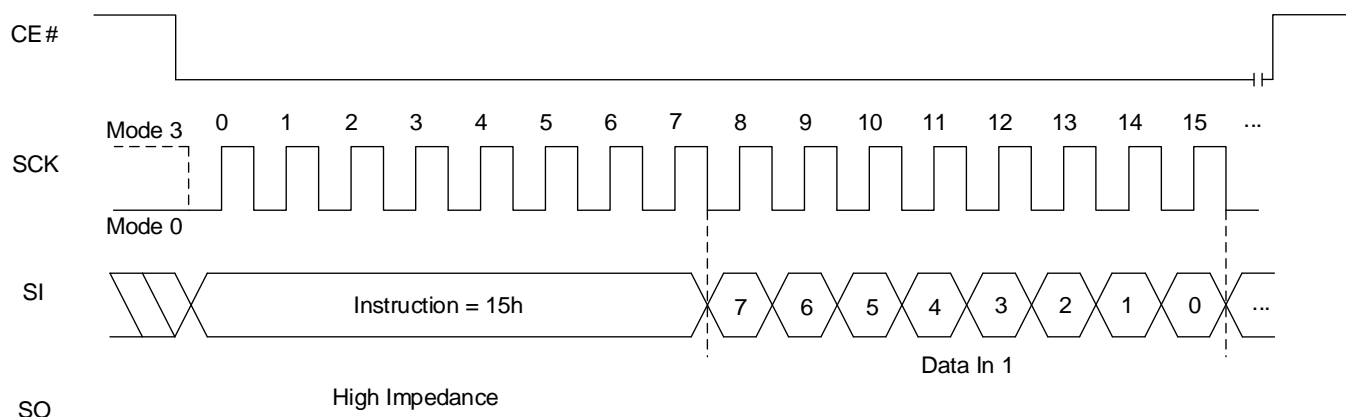 CE#
Mode 3 0 1 2 3 4 5 6 7 8 9 10 11 12 13 14 15 ...
SCK
Mode 0
SI Instruction = 15h 7 6 5 4 3 2 1 0 ...
Data In 1
High Impedance
SO